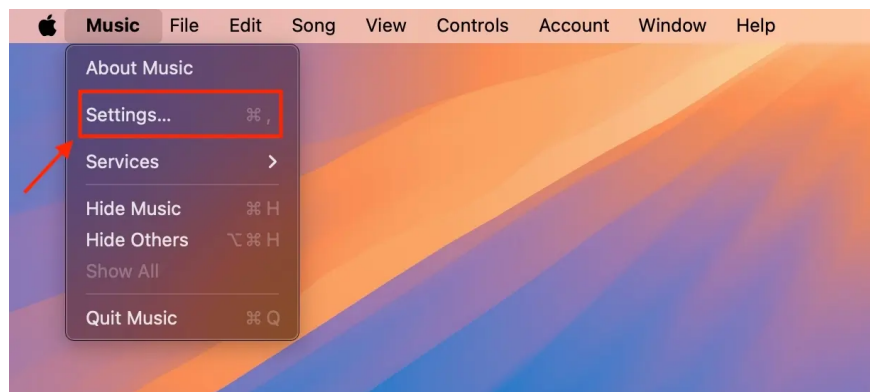 Music File Edit Song View Controls Account Window Help
About Music
Settings... ⌘ ,
Services >
Hide Music ⌘ H
Hide Others ⌥ ⌘ H
Show All
Quit Music ⌘ Q